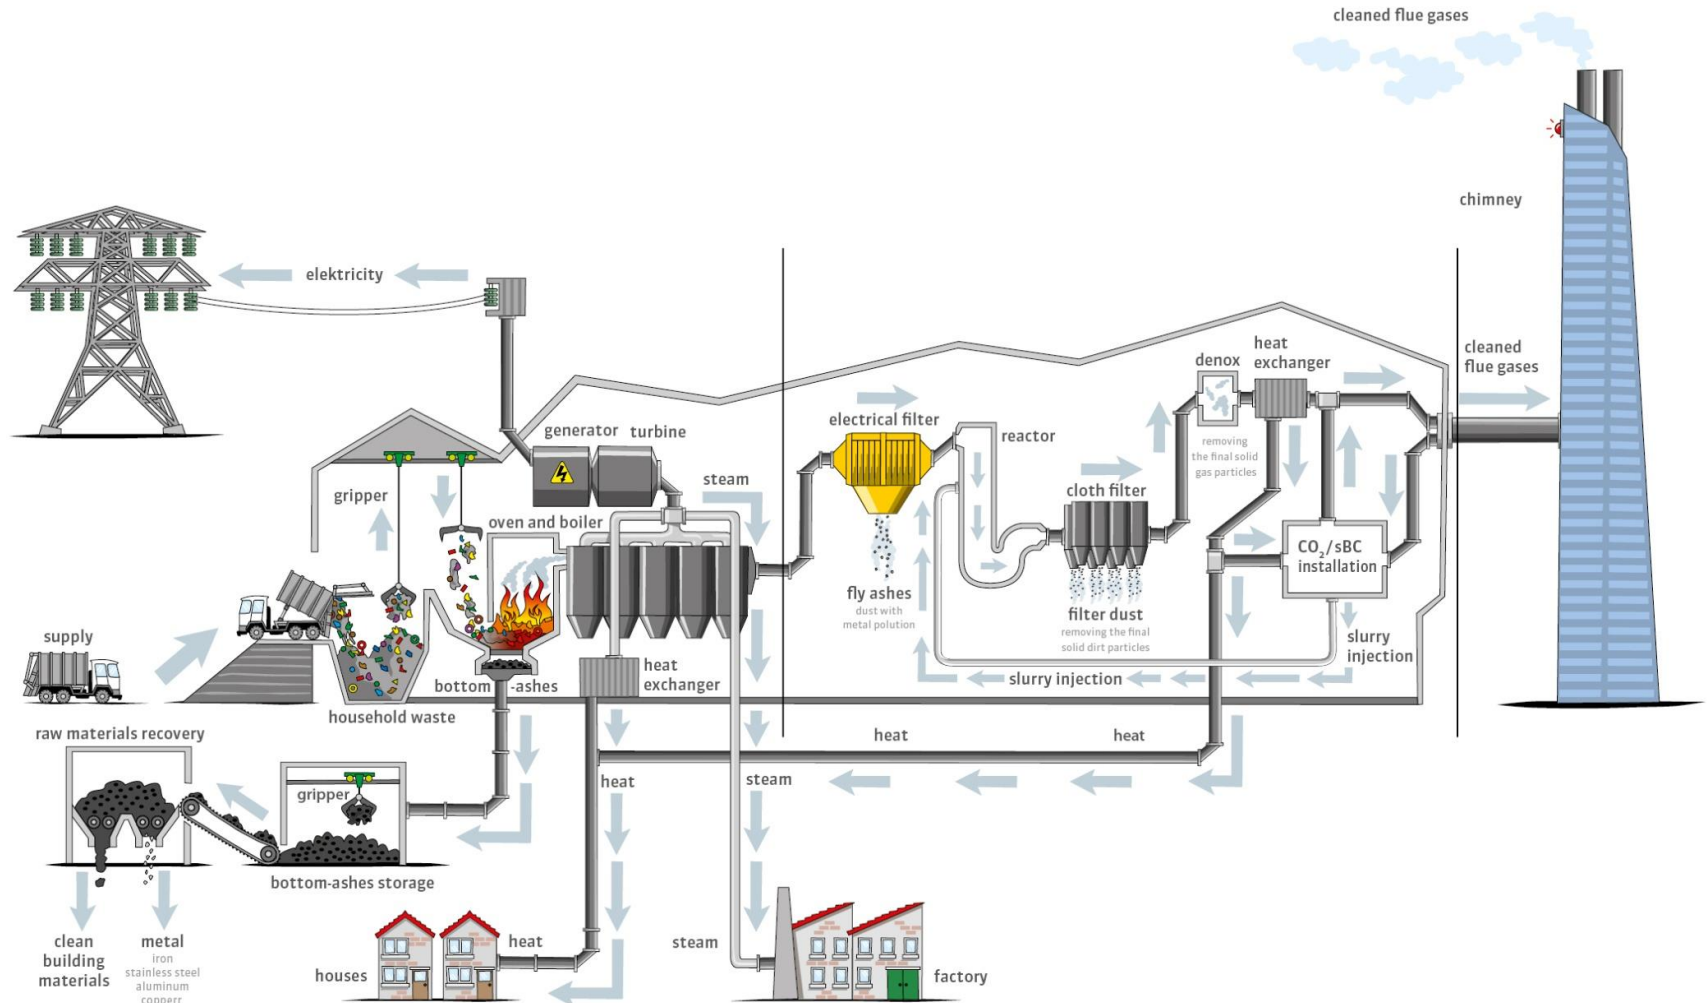 cleaned flue gases
chimney
elektricity
cleaned
flue gases
heat
exchanger
denox
removing
the final solid
gas particles
electrical filter
reactor
cloth filter
generator
turbine
steam
gripper
oven and boiler
CO2/sBC
installation
fly ashes
dust with
metal polution
filter dust
removing the final
solid dirt particles
slurry
injection
slurry injection
supply
heat
exchanger
bottom
-ashes
household waste
raw materials recovery
heat
heat
gripper
heat
steam
bottom-ashes storage
clean
building
materials
metal
iron
stainless steel
aluminum
copperr
houses
heat
steam
factory